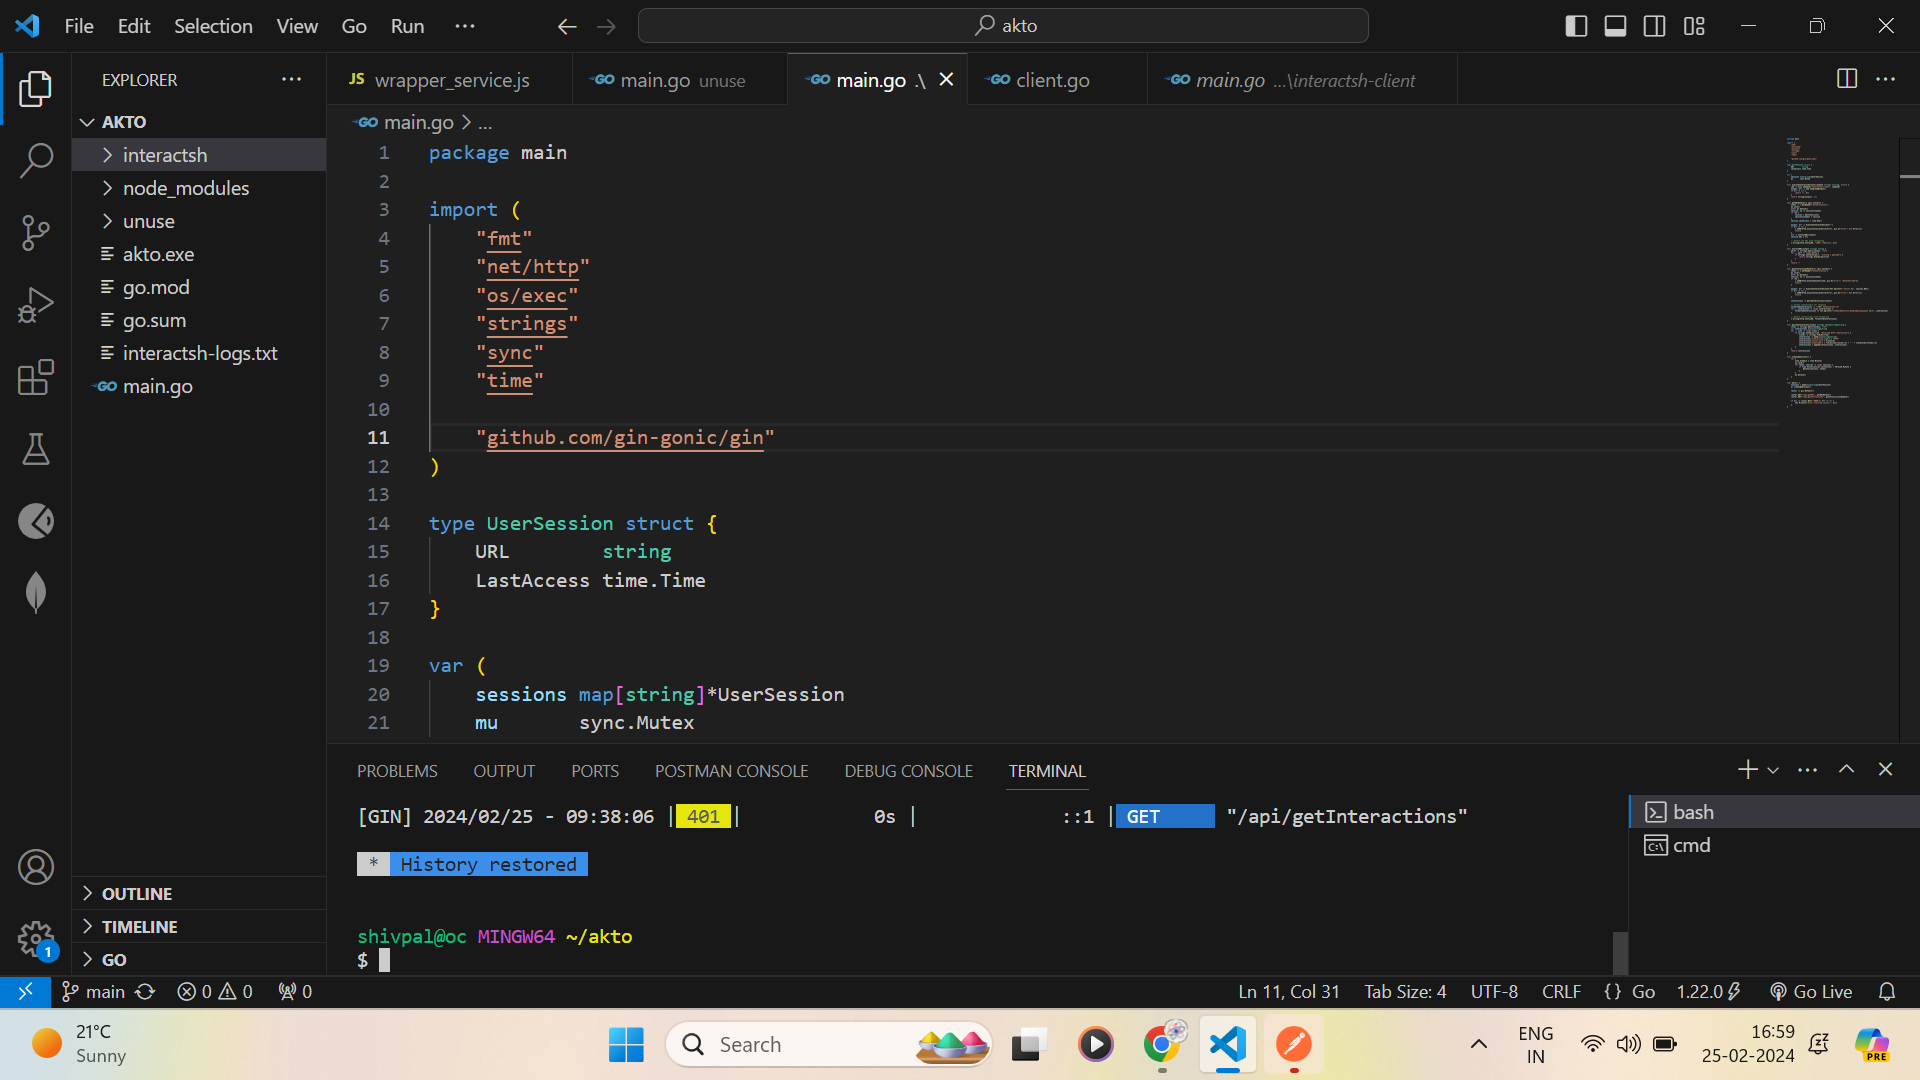 File Edit Selection View Go Run ··· akto
EXPLORER ···
AKTO
interactsh
node_modules
unuse
akto.exe
go.mod
go.sum
interactsh-logs.txt
main.go
OUTLINE
TIMELINE
GO
JS wrapper_service.js
GO main.go unuse
GO main.go .\
GO client.go
GO main.go ...\interactsh-client
GO main.go > ...
1 package main
2
3 import (
4 "fmt"
5 "net/http"
6 "os/exec"
7 "strings"
8 "sync"
9 "time"
10
11 "github.com/gin-gonic/gin"
12 )
13
14 type UserSession struct {
15 URL string
16 LastAccess time.Time
17 }
18
19 var (
20 sessions map[string]*UserSession
21 mu sync.Mutex
PROBLEMS OUTPUT PORTS POSTMAN CONSOLE DEBUG CONSOLE TERMINAL
[GIN] 2024/02/25 - 09:38:06 | 401 | 0s | ::1 | GET "/api/getInteractions"
* History restored
shivpal@oc MINGW64 ~/akto
$
bash
cmd
1
main 0 0 0 Ln 11, Col 31 Tab Size: 4 UTF-8 CRLF {} Go 1.22.0 Go Live
21°C
Sunny
Search
ENG
IN
16:59
25-02-2024
PRE